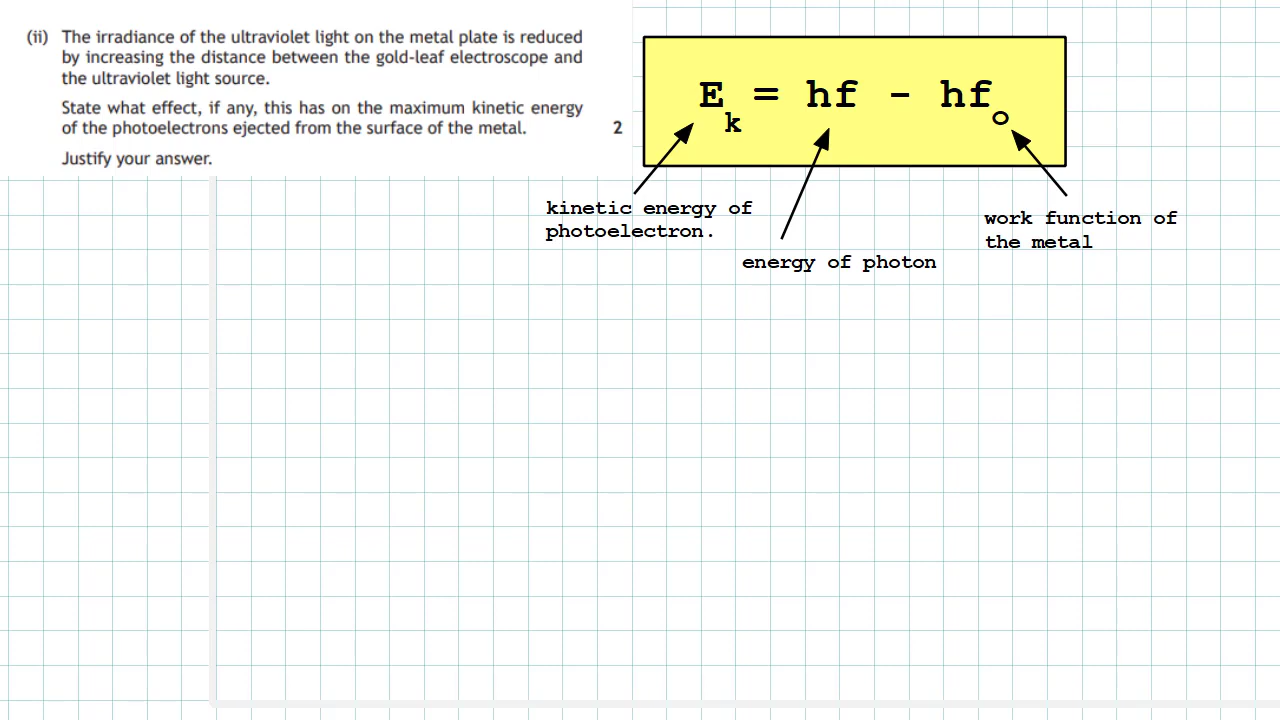 (ii) The irradiance of the ultraviolet light on the metal plate is reduced
by increasing the distance between the gold-leaf electroscope and
the ultraviolet light source.
State what effect, if any, this has on the maximum kinetic energy
of the photoelectrons ejected from the surface of the metal. 2
Justify your answer.
Ek = hf - hfo
kinetic energy of
photoelectron.
energy of photon
work function of
the metal